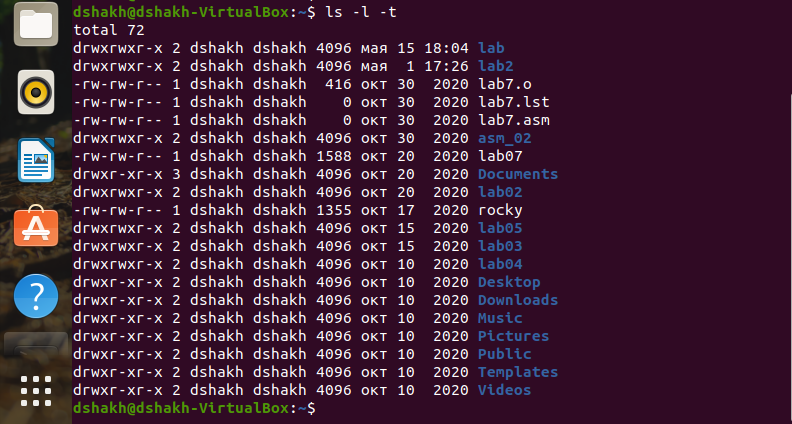 dshakh@dshakh-VirtualBox:~$ ls -l -t
total 72
drwxrwxr-x 2 dshakh dshakh 4096 мая 15 18:04 lab
drwxrwxr-x 2 dshakh dshakh 4096 мая  1 17:26 lab2
-rw-rw-r-- 1 dshakh dshakh  416 окт 30  2020 lab7.o
-rw-rw-r-- 1 dshakh dshakh    0 окт 30  2020 lab7.lst
-rw-rw-r-- 1 dshakh dshakh    0 окт 30  2020 lab7.asm
drwxrwxr-x 2 dshakh dshakh 4096 окт 30  2020 asm_02
-rw-rw-r-- 1 dshakh dshakh 1588 окт 20  2020 lab07
drwxr-xr-x 3 dshakh dshakh 4096 окт 20  2020 Documents
drwxrwxr-x 2 dshakh dshakh 4096 окт 20  2020 lab02
-rw-rw-r-- 1 dshakh dshakh 1355 окт 17  2020 rocky
drwxrwxr-x 2 dshakh dshakh 4096 окт 15  2020 lab05
drwxrwxr-x 2 dshakh dshakh 4096 окт 15  2020 lab03
drwxrwxr-x 2 dshakh dshakh 4096 окт 10  2020 lab04
drwxr-xr-x 2 dshakh dshakh 4096 окт 10  2020 Desktop
drwxr-xr-x 2 dshakh dshakh 4096 окт 10  2020 Downloads
drwxr-xr-x 2 dshakh dshakh 4096 окт 10  2020 Music
drwxr-xr-x 2 dshakh dshakh 4096 окт 10  2020 Pictures
drwxr-xr-x 2 dshakh dshakh 4096 окт 10  2020 Public
drwxr-xr-x 2 dshakh dshakh 4096 окт 10  2020 Templates
drwxr-xr-x 2 dshakh dshakh 4096 окт 10  2020 Videos
dshakh@dshakh-VirtualBox:~$